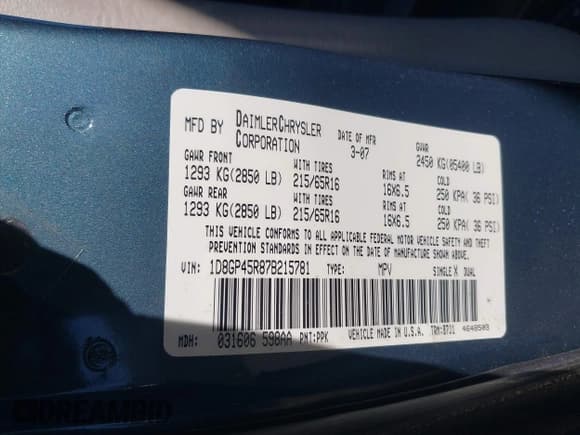 MFD BY DAIMLERCHRYSLER CORPORATION DATE OF MFR 3-07 GVWR 2450 KG(05400 LB)
GAWR FRONT WITH TIRES RIMS AT COLD
1293 KG(2850 LB) 215/65R16 16X6.5 250 KPA( 36 PSI)
GAWR REAR WITH TIRES RIMS AT COLD
1293 KG(2850 LB) 215/65R16 16X6.5 250 KPA( 36 PSI)
THIS VEHICLE CONFORMS TO ALL APPLICABLE FEDERAL MOTOR VEHICLE SAFETY AND THEFT
PREVENTION STANDARDS IN EFFECT ON THE DATE OF MANUFACTURE SHOWN ABOVE.
VIN: 1D8GP45R87B215781 TYPE: MPV SINGLE X DUAL
MDH: 031606 598AA PNT:PPK VEHICLE MADE IN U.S.A. TRM:B7D1 4648503
DREAMBID